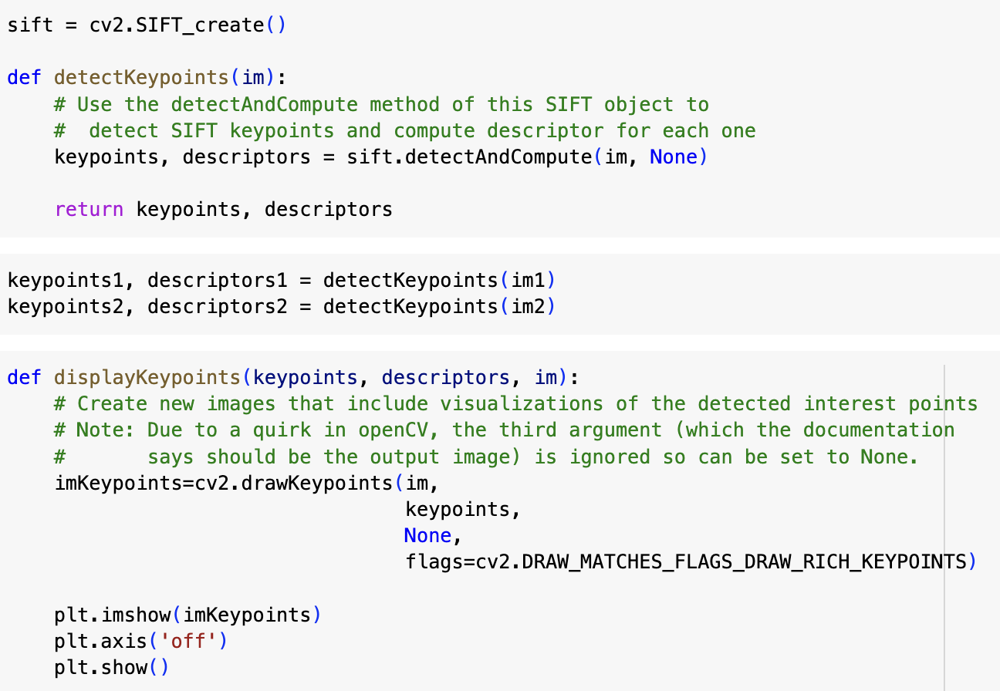 sift = cv2.SIFT_create()
def detectKeypoints(im):
    # Use the detectAndCompute method of this SIFT object to
    #  detect SIFT keypoints and compute descriptor for each one
    keypoints, descriptors = sift.detectAndCompute(im, None)
    return keypoints, descriptors
keypoints1, descriptors1 = detectKeypoints(im1)
keypoints2, descriptors2 = detectKeypoints(im2)
def displayKeypoints(keypoints, descriptors, im):
    # Create new images that include visualizations of the detected interest points
    # Note: Due to a quirk in openCV, the third argument (which the documentation
    #       says should be the output image) is ignored so can be set to None.
    imKeypoints=cv2.drawKeypoints(im,
                                  keypoints,
                                  None,
                                  flags=cv2.DRAW_MATCHES_FLAGS_DRAW_RICH_KEYPOINTS)
    plt.imshow(imKeypoints)
    plt.axis('off')
    plt.show()